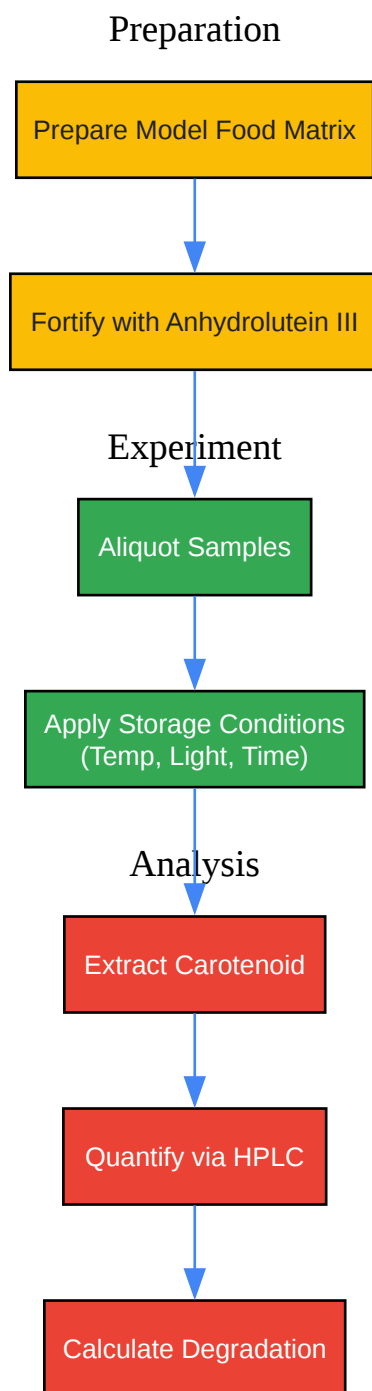 Preparation
Prepare Model Food Matrix
Fortify with Anhydrolutein III
Experiment
Aliquot Samples
Apply Storage Conditions
(Temp, Light, Time)
Analysis
Extract Carotenoid
Quantify via HPLC
Calculate Degradation